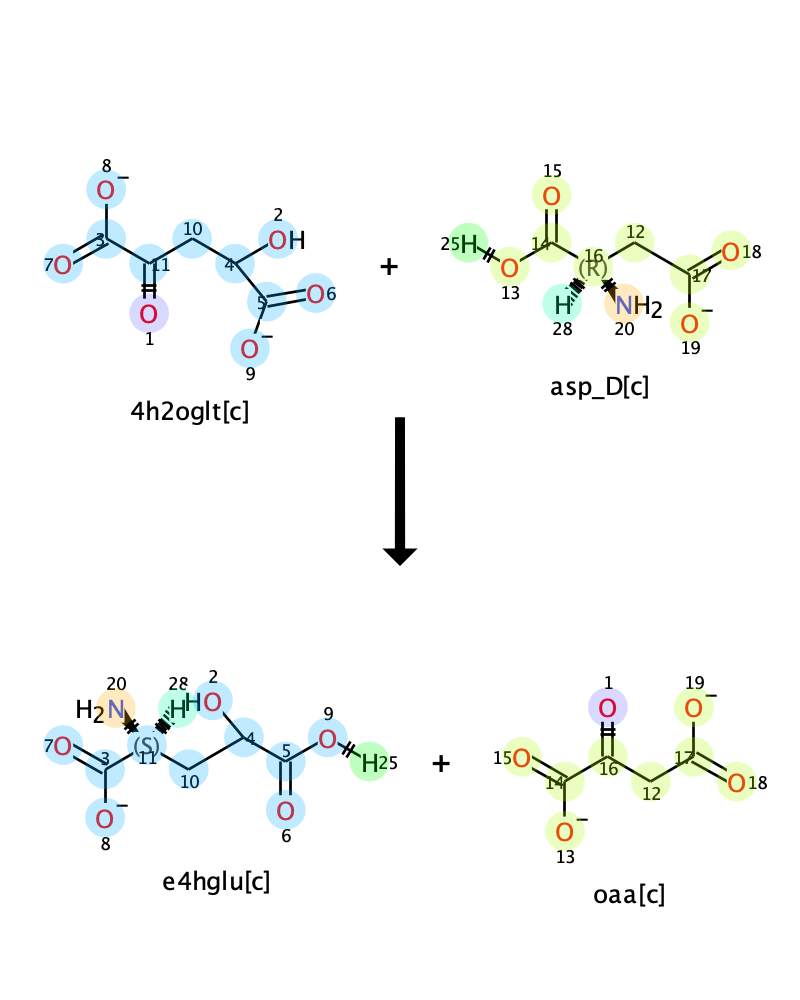 8
O−
3
7O
11
O
1
10
4
2
OH
5
O6
O−
9
4h2oglt[c]
+
15
O
25H
14
O
13
16
(R)
12
H
28
NH2
20
17
O18
O−
19
asp_D[c]
20
H2N
28
H
2
HO
7O
3
(S)
11
10
4
5
9
O
H25
O−
8
O
6
e4hglu[c]
+
1
O
19
O−
15O
14
16
12
17
O18
O−
13
oaa[c]